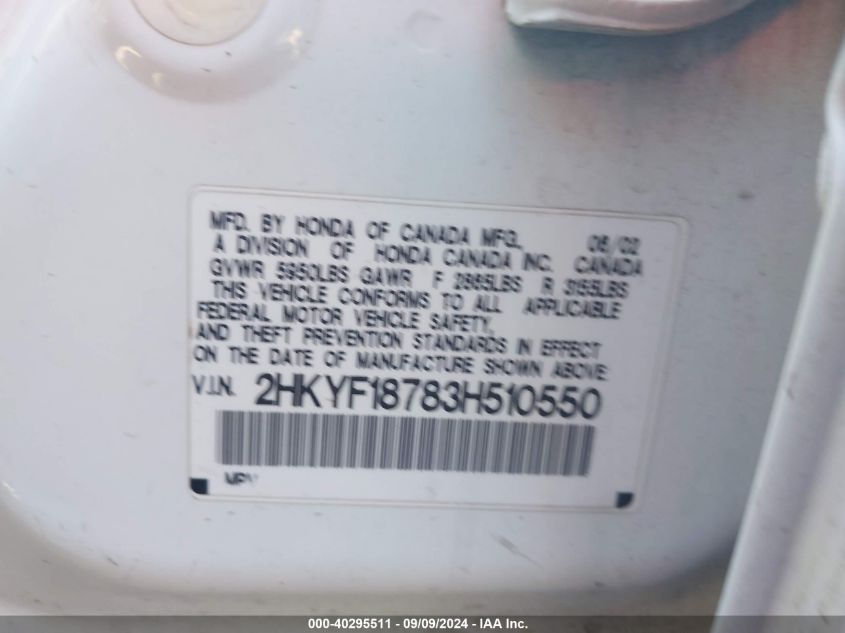 MFD. BY HONDA OF CANADA MFG. 06/02
A DIVISION OF HONDA CANADA INC. CANADA
GVWR 5950LBS GAWR F 2865LBS R 3155LBS
THIS VEHICLE CONFORMS TO ALL APPLICABLE
FEDERAL MOTOR VEHICLE SAFETY,
AND THEFT PREVENTION STANDARDS IN EFFECT
ON THE DATE OF MANUFACTURE SHOWN ABOVE
V.I.N. 2HKYF18783H510550
MPV
000-40295511 - 09/09/2024 - IAA Inc.